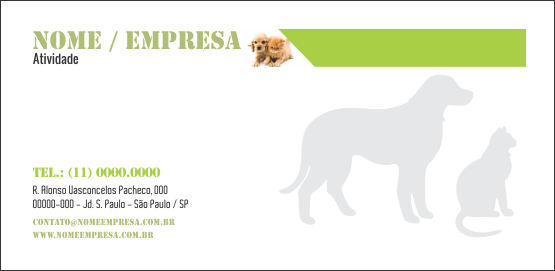 NOME / EMPRESA
Atividade
TEL.: (11) 0000.0000
R. Alonso Vasconcelos Pacheco, 000
00000-000 - Jd. S. Paulo - São Paulo / SP
CONTATO@NOMEEMPRESA.COM.BR
WWW.NOMEEMPRESA.COM.BR